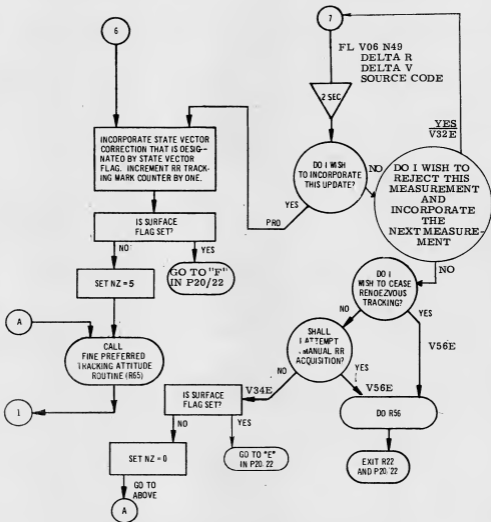 6
7
FL V06 N49
DELTA R
DELTA V
SOURCE CODE
2 SEC
YES
V32E
INCORPORATE STATE VECTOR
CORRECTION THAT IS DESIG-
NATED BY STATE VECTOR
FLAG. INCREMENT RR TRACK-
ING MARK COUNTER BY ONE.
DO I WISH
TO INCORPORATE
THIS UPDATE?
NO
YES
PRO
DO I WISH TO
REJECT THIS
MEASUREMENT
AND
INCORPORATE
THE
NEXT MEASURE-
MENT
NO
IS SURFACE
FLAG SET?
NO
YES
GO TO "F"
IN P20/22
SET NZ = 5
DO I
WISH TO CEASE
RENDEZVOUS
TRACKING?
NO
YES
A
CALL
FINE PREFERRED
TRACKING ATTITUDE
ROUTINE (R65)
1
SHALL
I ATTEMPT
MANUAL RR
ACQUISITION?
NO
YES
V56E
V34E
V56E
IS SURFACE
FLAG SET?
NO
YES
DO R56
SET NZ = 0
GO TO "E"
IN P20/22
EXIT R22
AND P20/22
GO TO
ABOVE
A